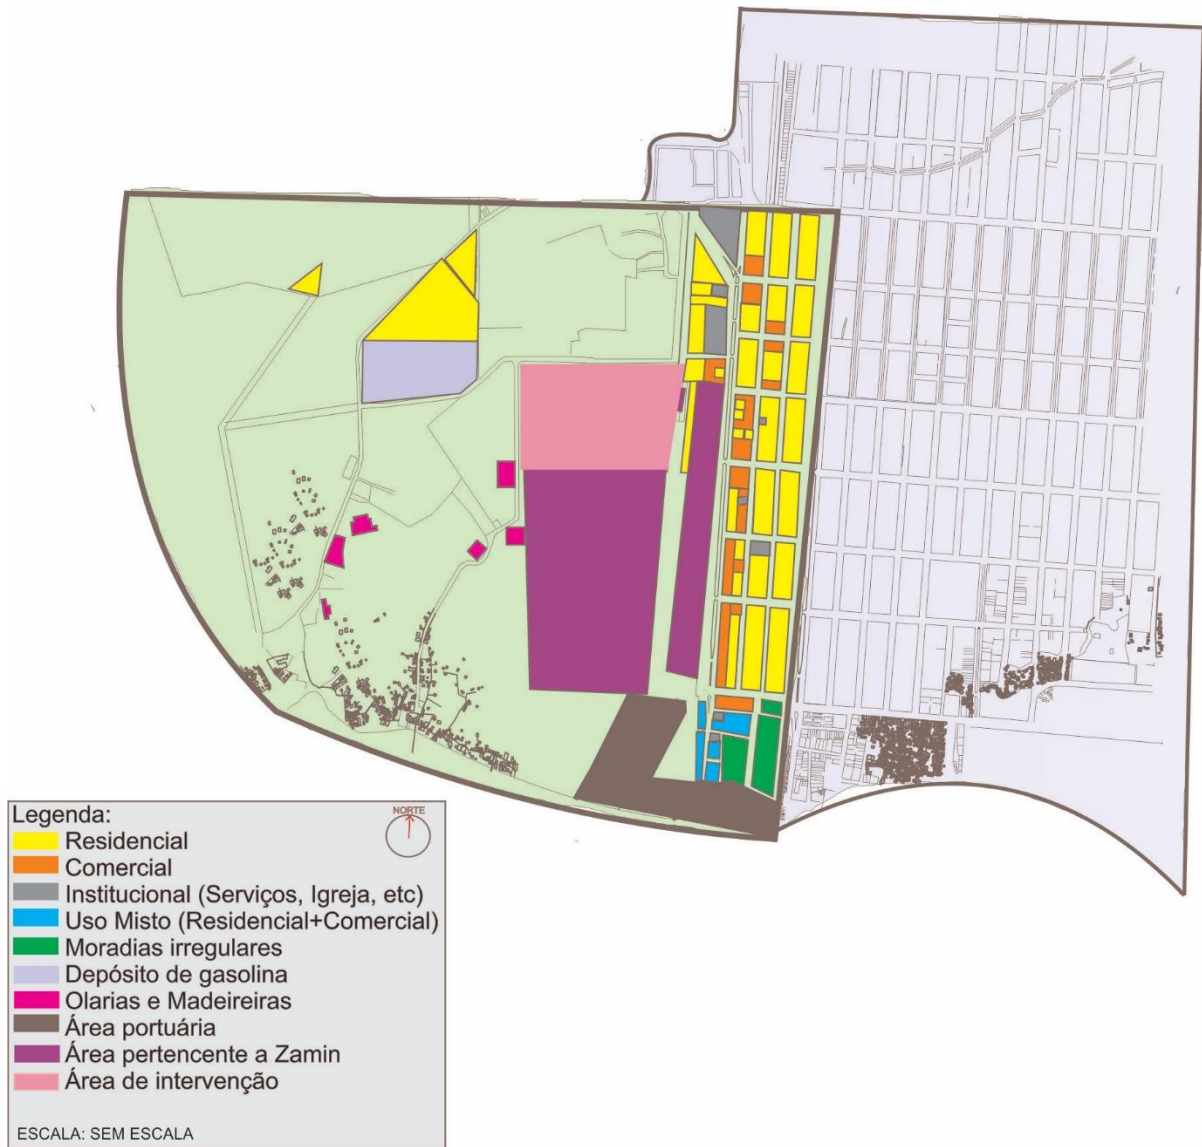 Legenda:
NORTE
Residencial
Comercial
Institucional (Serviços, Igreja, etc)
Uso Misto (Residencial+Comercial)
Moradias irregulares
Depósito de gasolina
Olarias e Madeireiras
Área portuária
Área pertencente a Zamin
Área de intervenção
ESCALA: SEM ESCALA